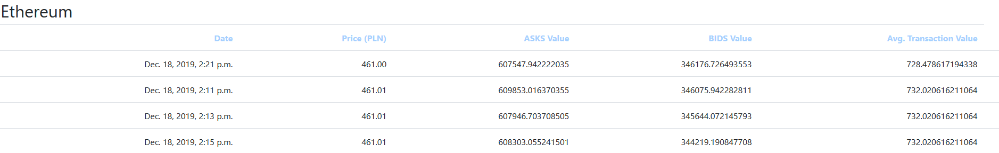 Ethereum
Date Price (PLN) ASKS Value BIDS Value Avg. Transaction Value
Dec. 18, 2019, 2:21 p.m. 461.00 607547.942222035 346176.726493553 728.478617194338
Dec. 18, 2019, 2:11 p.m. 461.01 609853.016370355 346075.942282811 732.020616211064
Dec. 18, 2019, 2:13 p.m. 461.01 607946.703708505 345644.072145793 732.020616211064
Dec. 18, 2019, 2:15 p.m. 461.01 608303.055241501 344219.190847708 732.020616211064